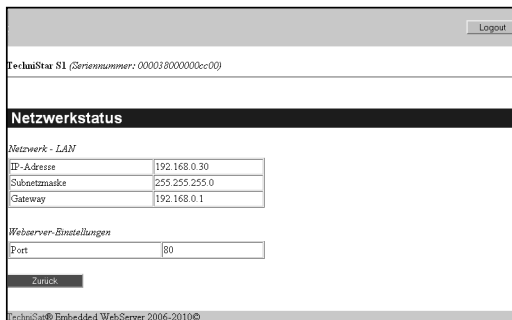 Logout
TechniStar S1 (Seriennummer: 000038000000cc00)
Netzwerkstatus
Netzwerk - LAN
IP-Adresse 192.168.0.30
Subnetzmaske 255.255.255.0
Gateway 192.168.0.1
Webserver-Einstellungen
Port 80
Zurück
TechniSat® Embedded WebServer 2006-2010©